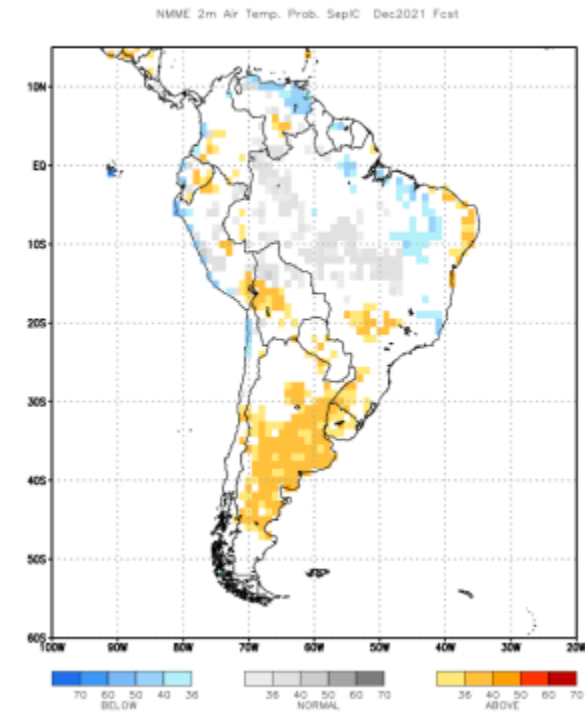 NMME 2m Air Temp. Prob. SepIC Dec2021 Fcst
10N
EQ
10S
20S
30S
40S
50S
60S
100W 90W 80W 70W 60W 50W 40W 30W 20W
70 60 50 40 36 36 40 50 60 70 36 40 50 60 70
BELOW NORMAL ABOVE